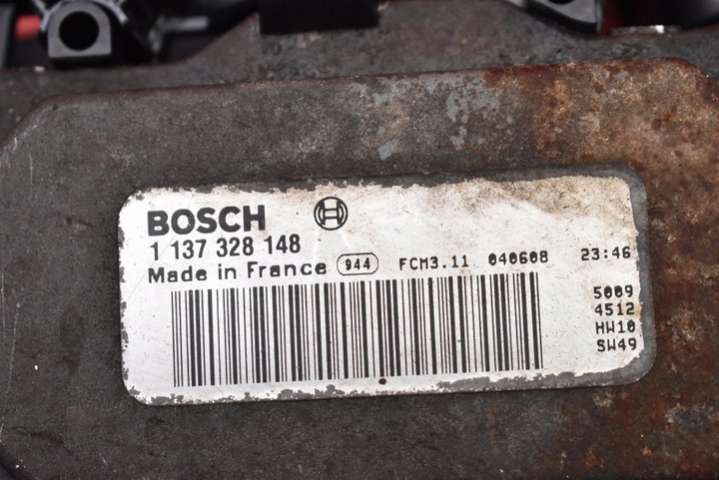 BOSCH
1 137 328 148
Made in France 944 FCM3.11 040608 23:46
5009
4512
HW10
SW49